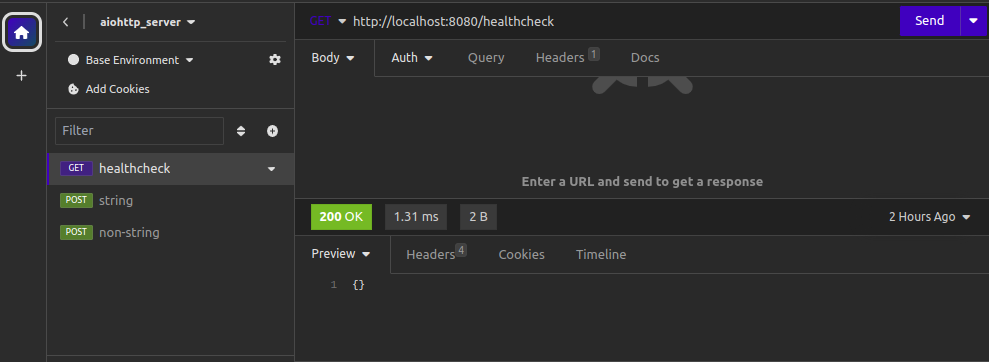 aiohttp_server
GET http://localhost:8080/healthcheck
Send
Base Environment
Add Cookies
Body Auth Query Headers 1 Docs
Filter
GET healthcheck
POST string
POST non-string
Enter a URL and send to get a response
200 OK 1.31 ms 2 B 2 Hours Ago
Preview Headers 4 Cookies Timeline
1 {}